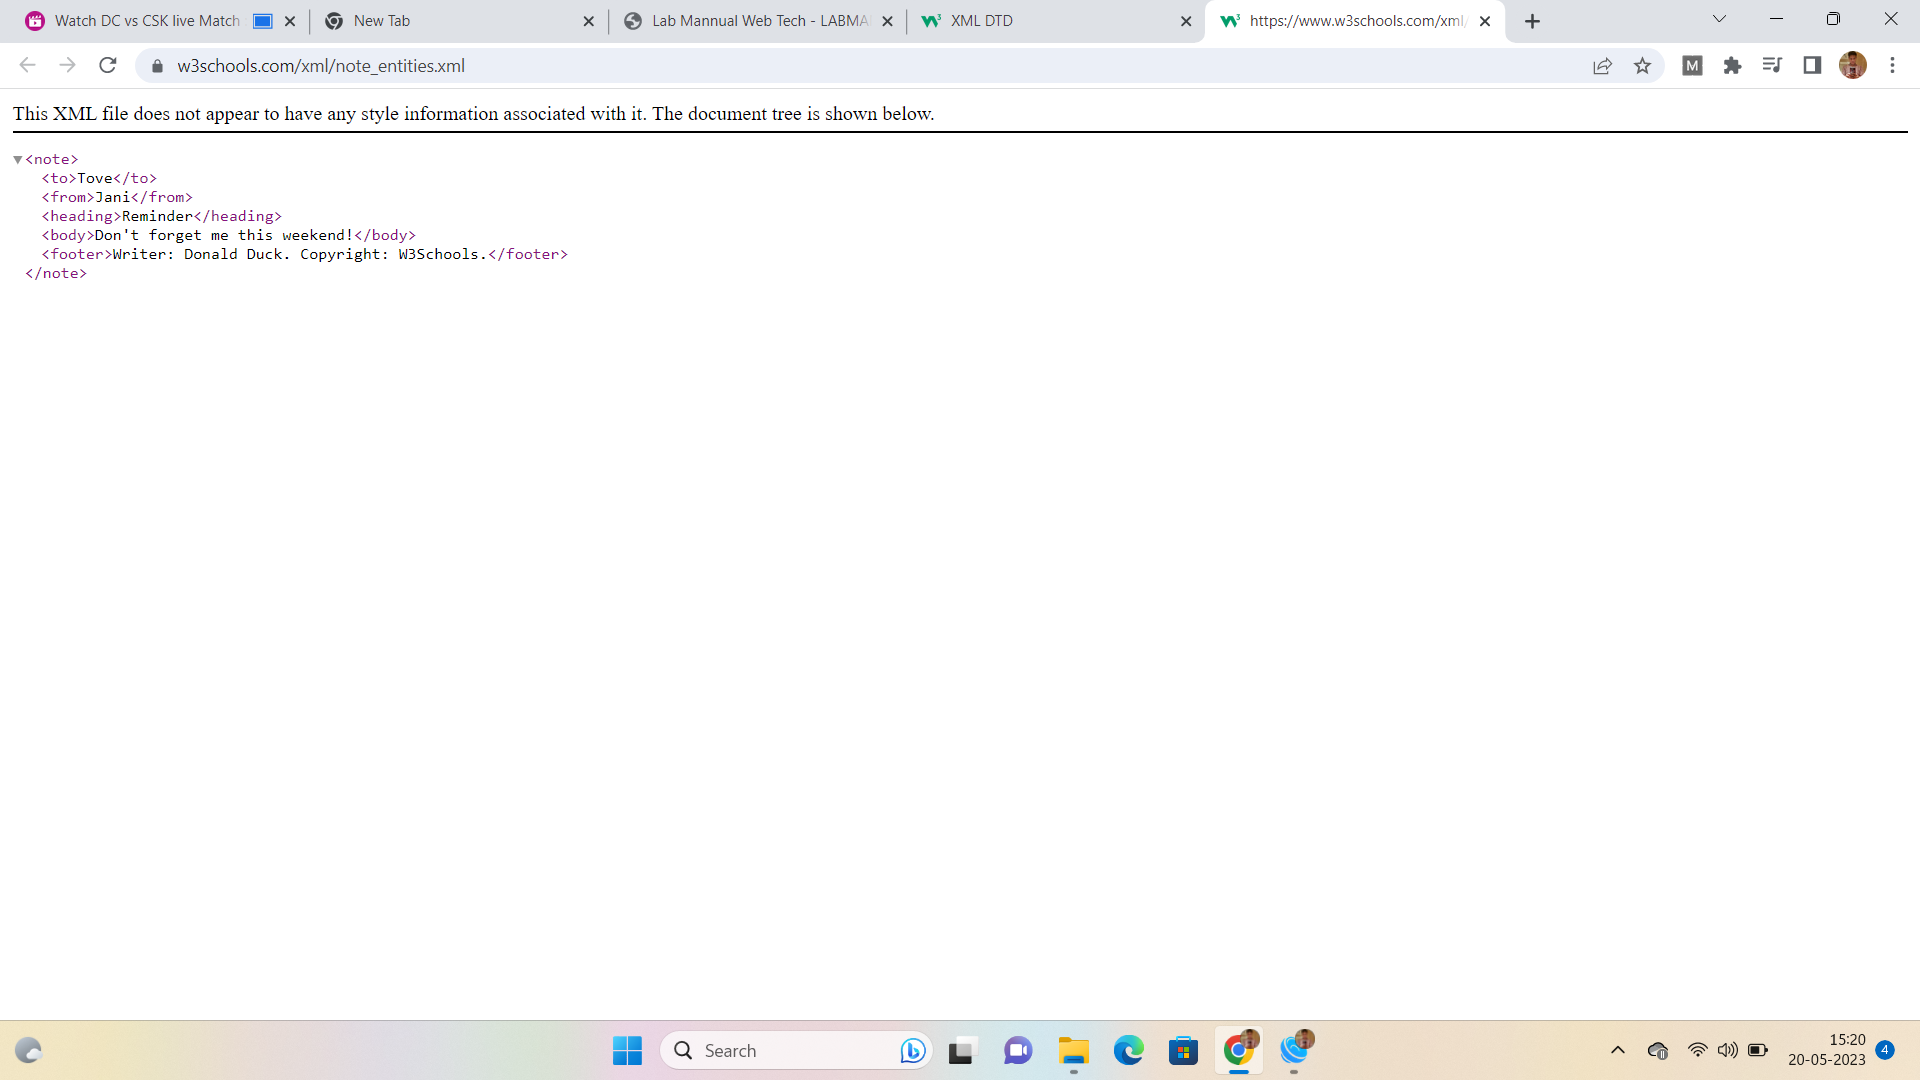 Watch DC vs CSK live Match
New Tab
Lab Mannual Web Tech - LABMA
XML DTD
https://www.w3schools.com/xml/
w3schools.com/xml/note_entities.xml
M
This XML file does not appear to have any style information associated with it. The document tree is shown below.
▼<note>
<to>Tove</to>
<from>Jani</from>
<heading>Reminder</heading>
<body>Don't forget me this weekend!</body>
<footer>Writer: Donald Duck. Copyright: W3Schools.</footer>
</note>
Search
15:20
20-05-2023
4